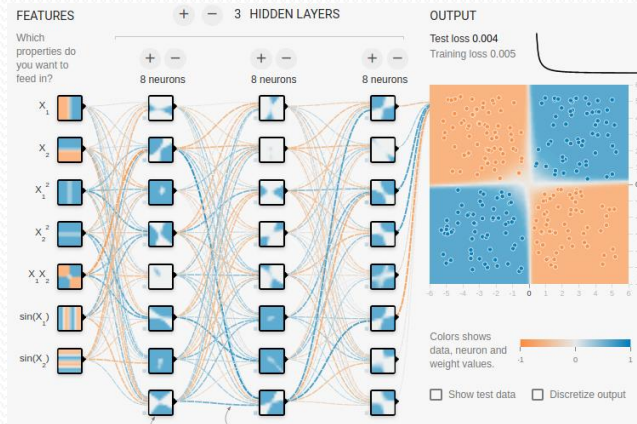 FEATURES
+ − 3 HIDDEN LAYERS
OUTPUT
Which
properties do
you want to
feed in?
Test loss 0.004
Training loss 0.005
+ −
+ −
+ −
8 neurons
8 neurons
8 neurons
X1
X2
X1²
X2²
X1X2
sin(X1)
sin(X2)
-6 -5 -4 -3 -2 -1 0 1 2 3 4 5 6
Colors shows
data, neuron and
weight values.
-1 0 1
Show test data
Discretize output